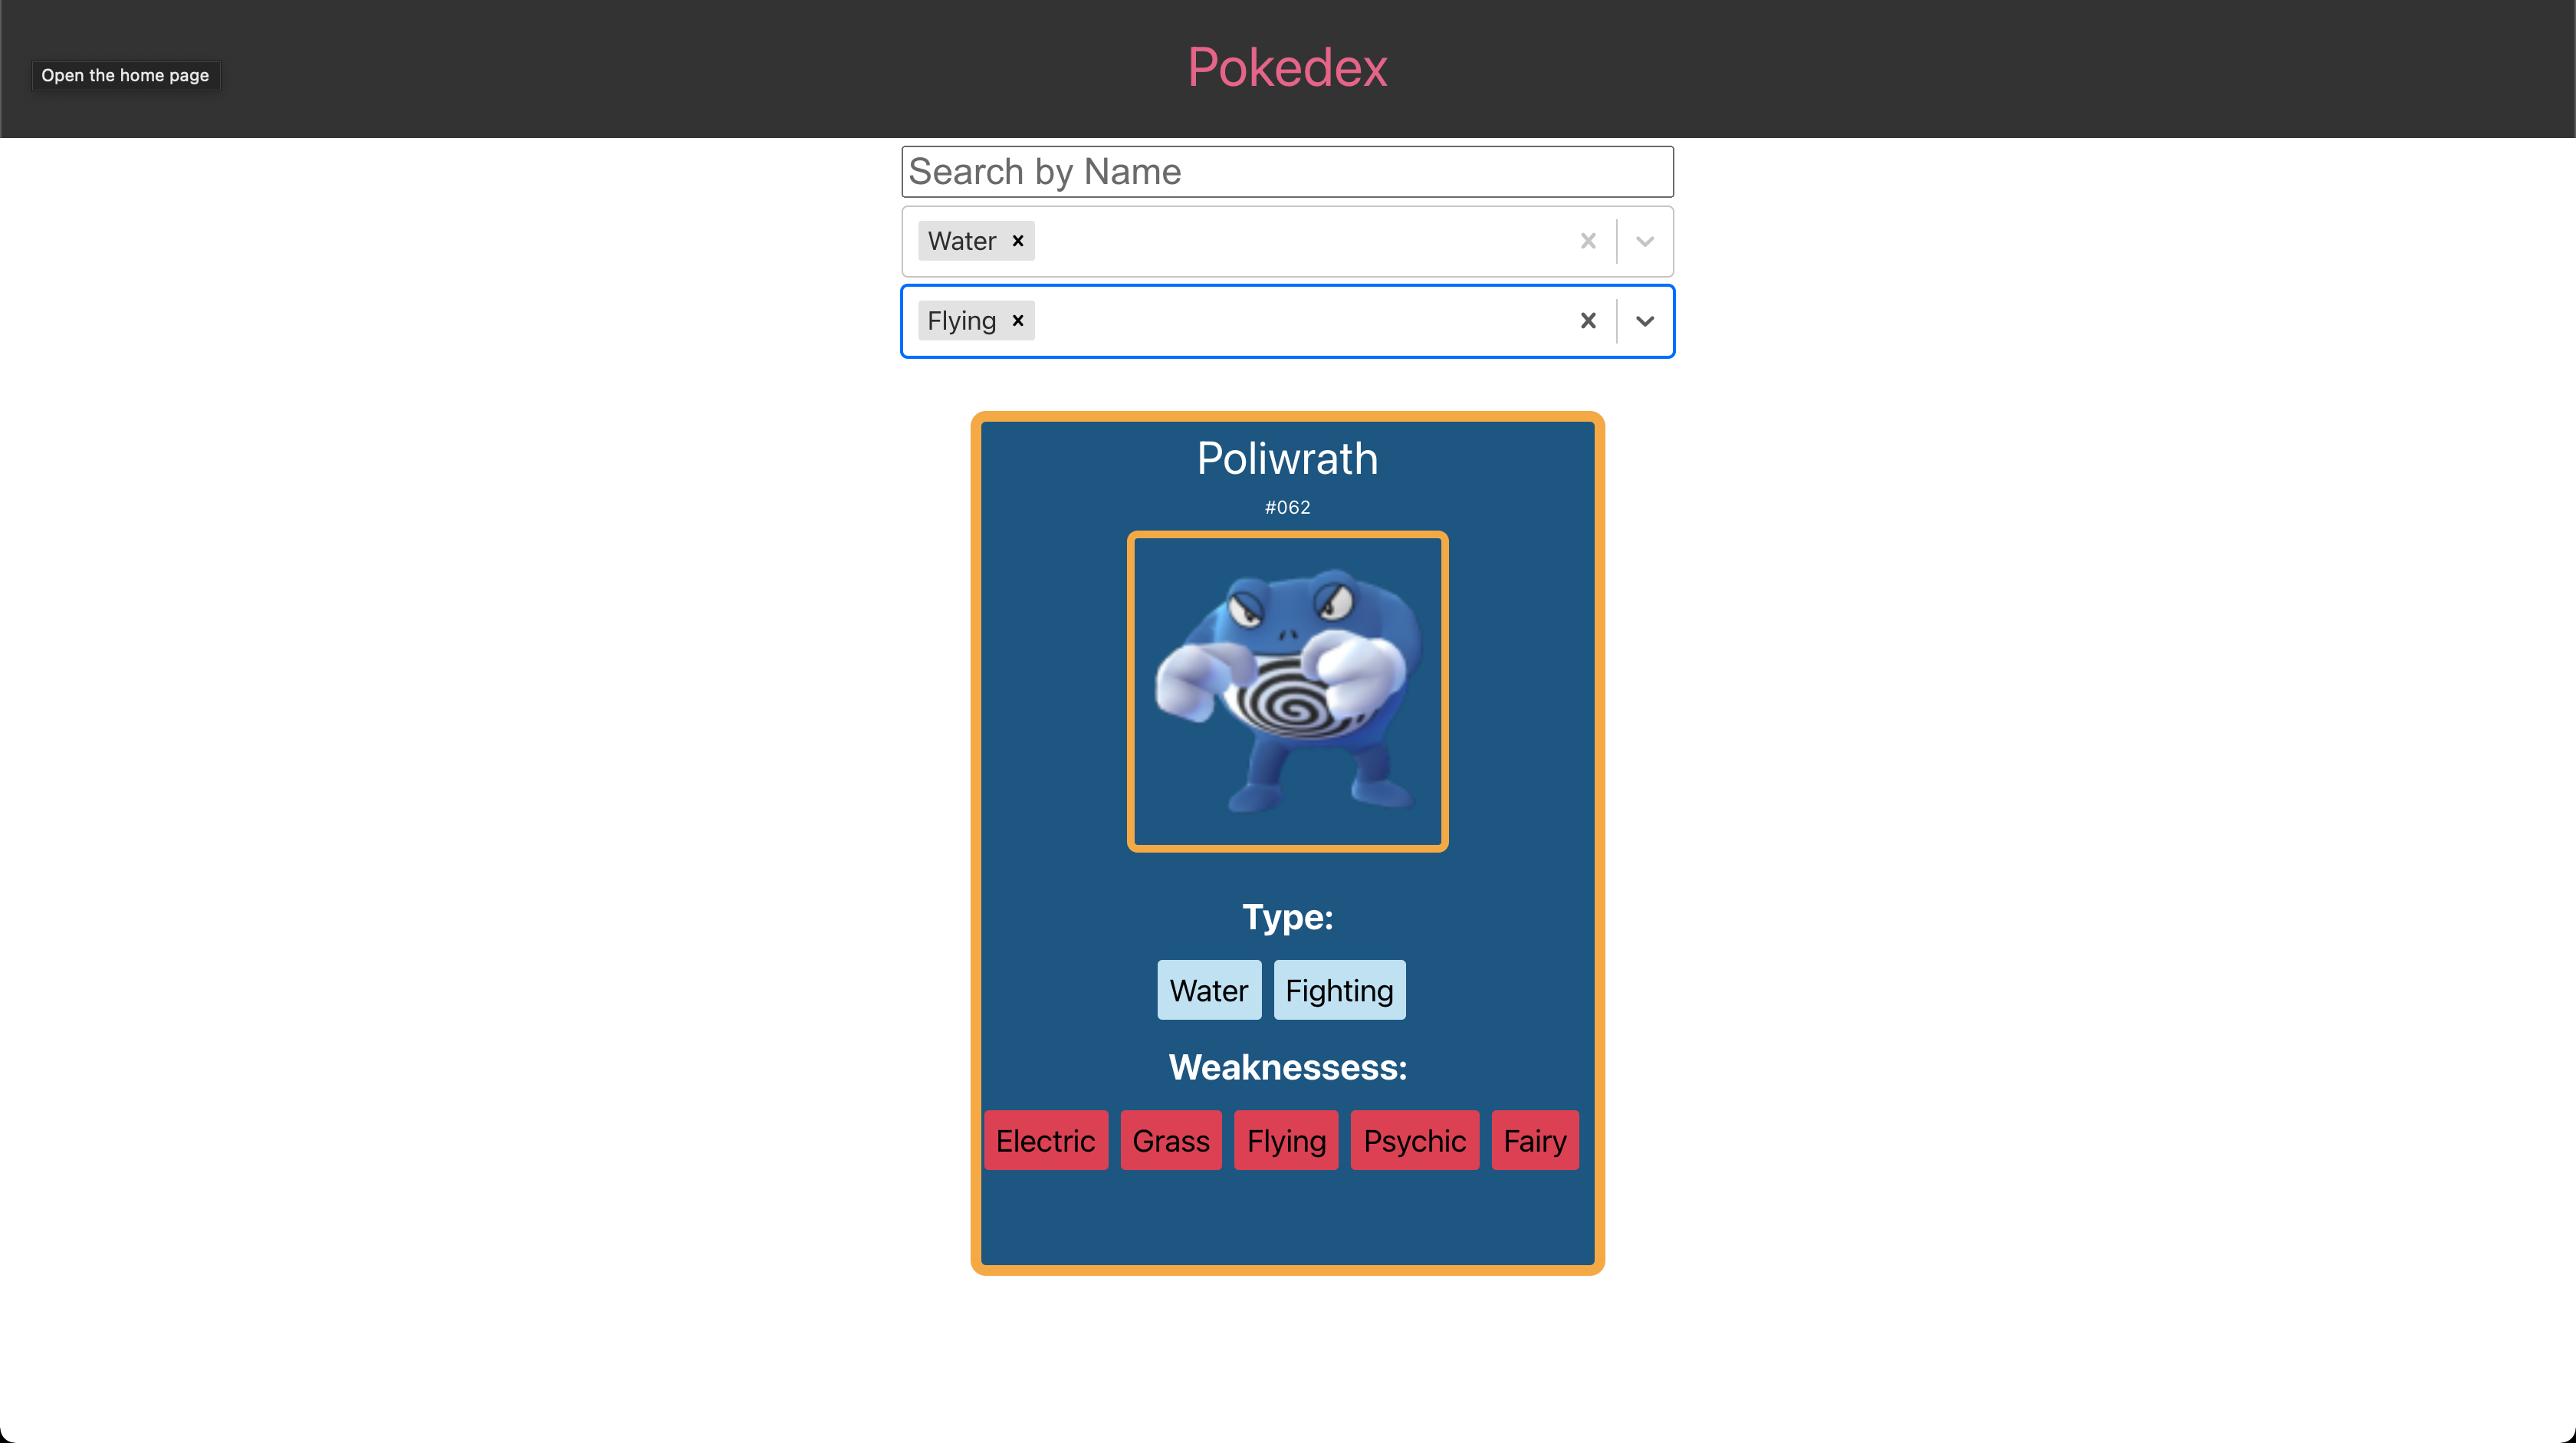 Pokedex
Open the home page
Search by Name
Water
Flying
Poliwrath
#062
Type:
Water Fighting
Weaknessess:
Electric Grass Flying Psychic Fairy